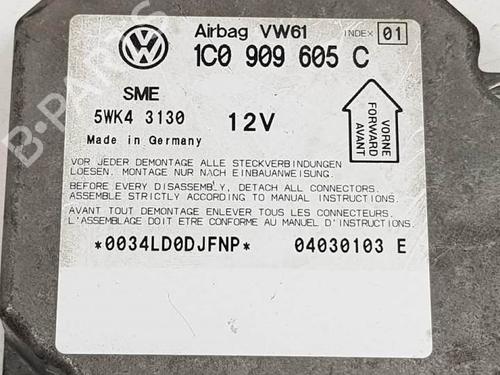 Airbag VW61 INDEX 01
1C0 909 605 C
SME
5WK4 3130 12V
Made in Germany
VORNE
FORWARD
AVANT
VOR JEDER DEMONTAGE ALLE STECKVERBINDUNGEN
LOESEN. MONTAGE NUR NACH EINBAUANWEISUNG.
BEFORE EVERY DISASSEMBLY, DETACH ALL CONNECTORS.
ASSEMBLE STRICTLY ACCORDING TO MANUAL INSTRUCTIONS.
AVANT TOUT DEMONTAGE ENLEVER TOUS LES CONNECTEURS.
L'ASSEMBLAGE DOIT ETRE CONFORME AU MANUEL D'INSTRUCTIONS.
*0034LD0DJFNP* 04030103 E
B-PARTS